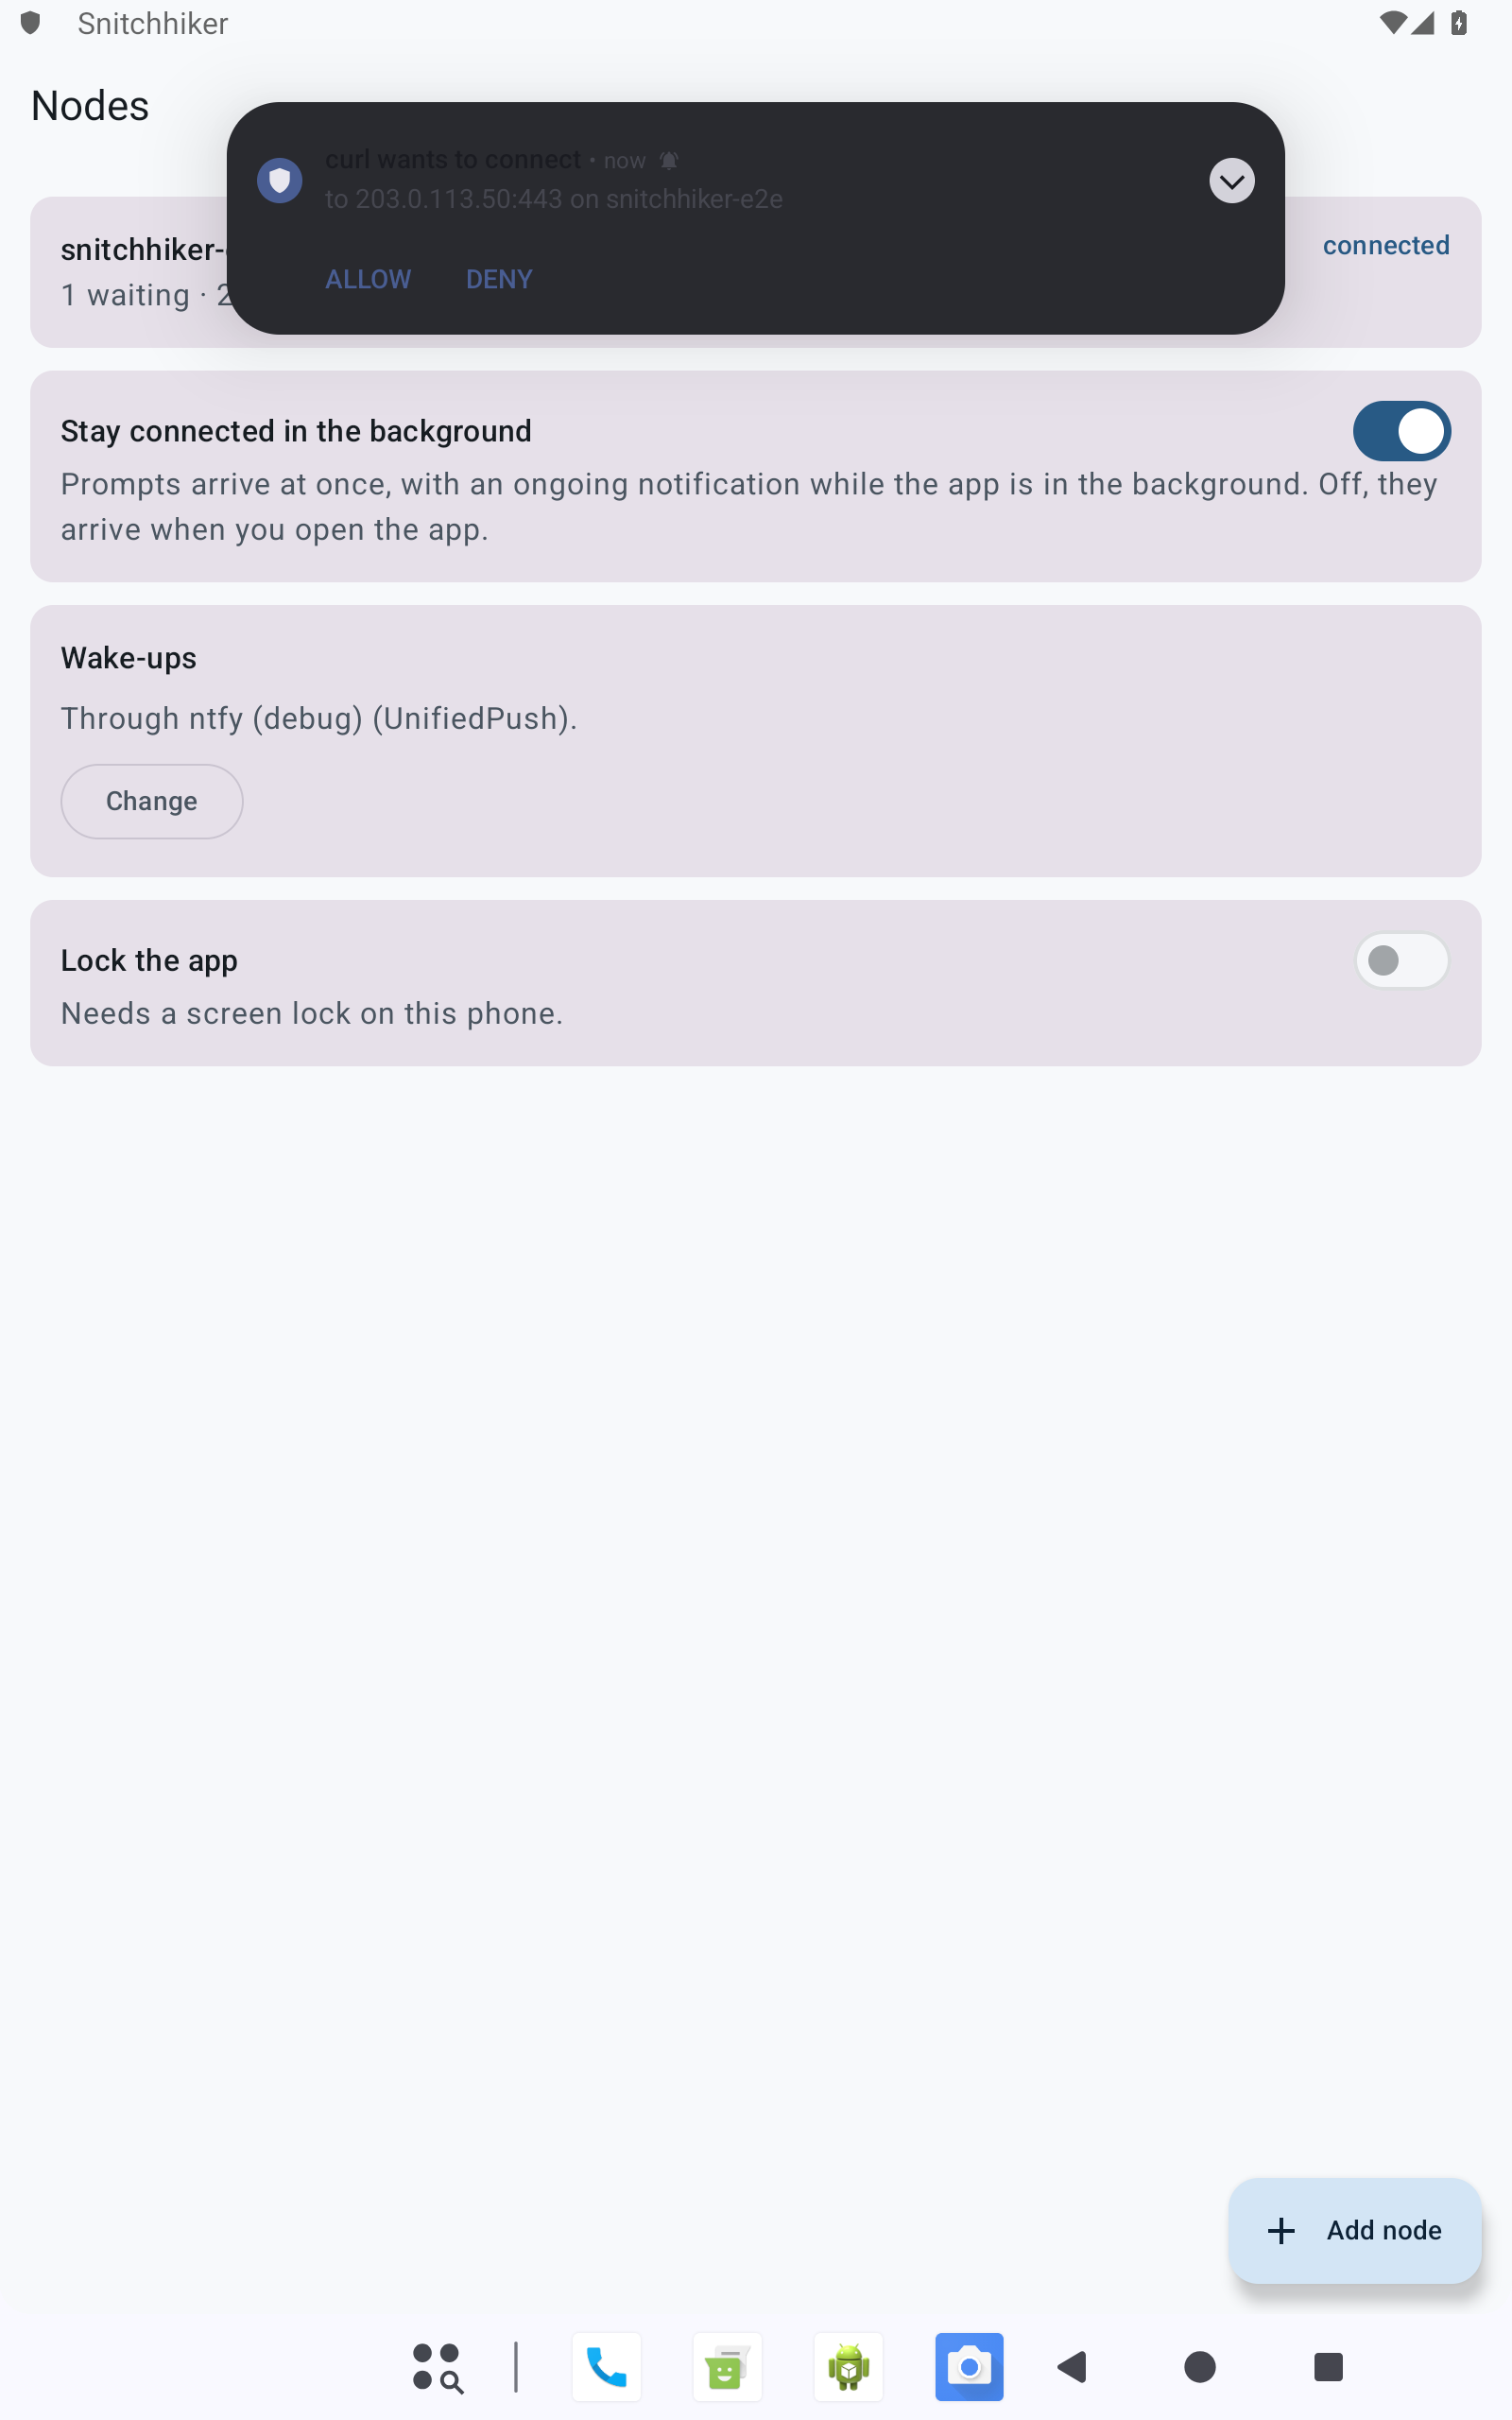 Snitchhiker
Nodes
curl wants to connect • now
to 203.0.113.50:443 on snitchhiker-e2e
ALLOW DENY
snitchhiker-
connected
1 waiting · 2
Stay connected in the background
Prompts arrive at once, with an ongoing notification while the app is in the background. Off, they
arrive when you open the app.
Wake-ups
Through ntfy (debug) (UnifiedPush).
Change
Lock the app
Needs a screen lock on this phone.
Add node